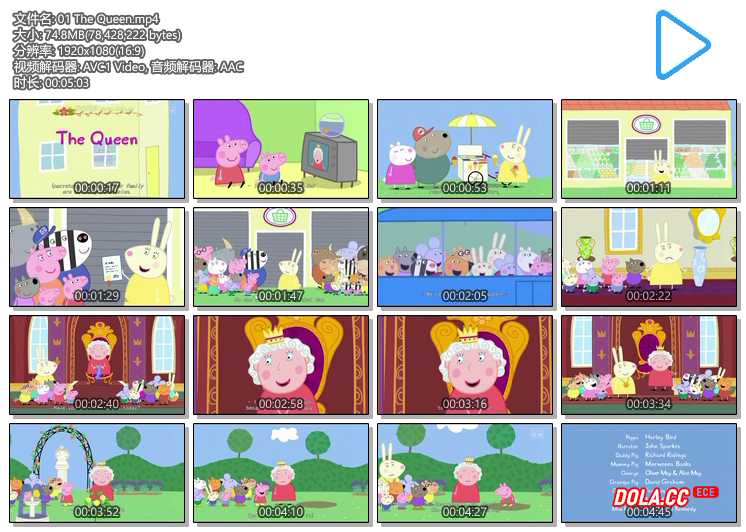 文件名: 01 The Queen.mp4
大小: 74.8MB(78,428,222 bytes)
分辨率: 1920x1080(16:9)
视频解码器: AVC1 Video, 音频解码器: AAC
时长: 00:05:03
The Queen
00:00:17
00:00:35
00:00:53
00:01:11
00:01:29
00:01:47
00:02:05
00:02:22
00:02:40
00:02:58
00:03:16
00:03:34
00:03:52
00:04:10
00:04:27
Peppa Harley Bird
Narrator John Sparkes
Daddy Pig Richard Ridings
Mummy Pig Morwenna Banks
George Oliver May & Alice May
Grandpa Pig David Graham
DOLA.CC ECE
00:04:45